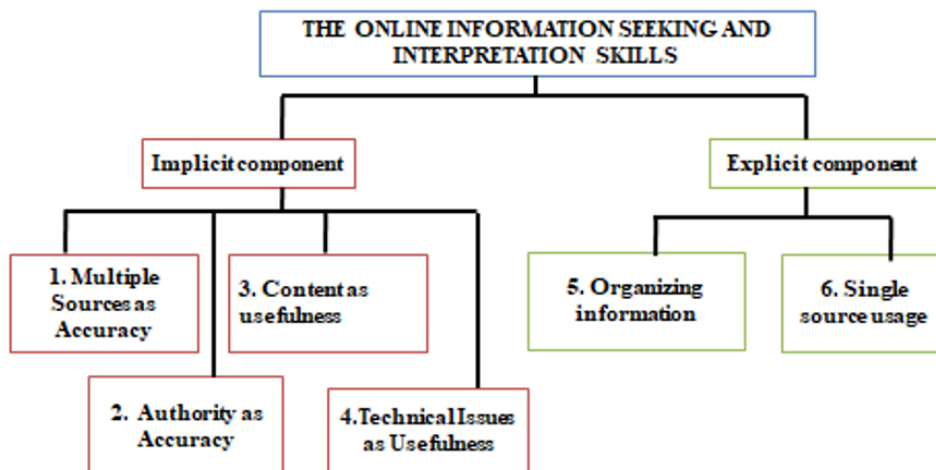 THE ONLINE INFORMATION SEEKING AND
INTERPRETATION SKILLS
Implicit component
Explicit component
1. Multiple
Sources as
Accuracy
3. Content as
usefulness
5. Organizing
information
6. Single
source usage
2. Authority as
Accuracy
4.Technical Issues
as Usefulness